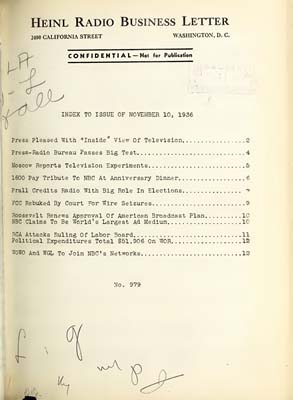 HEINL RADIO BUSINESS LETTER
2400 CALIFORNIA STREET WASHINGTON, D. C.
CONFIDENTIAL — Not for Publication
INDEX TO ISSUE OF NOVEMBER 10, 1936
Press Pleased With "Inside" View Of Television..................2
Press-Radio Bureau Passes Big Test..............................4
Moscow Reports Television Experiments...........................5
1600 Pay Tribute To NBC At Anniversary Dinner...................6
Prall Credits Radio With Big Role In Elections..................7
FCC Rebuked By Court For Wire Seizures..........................9
Roosevelt Renews Approval Of American Broadcast Plan............10
NBC Claims To Be World's Largest Ad Medium......................10
RCA Attacks Ruling Of Labor Board...............................11
Political Expenditures Total $51,906 On WOR.....................12
WOWO And WGL To Join NBC's Networks.............................12
No. 979